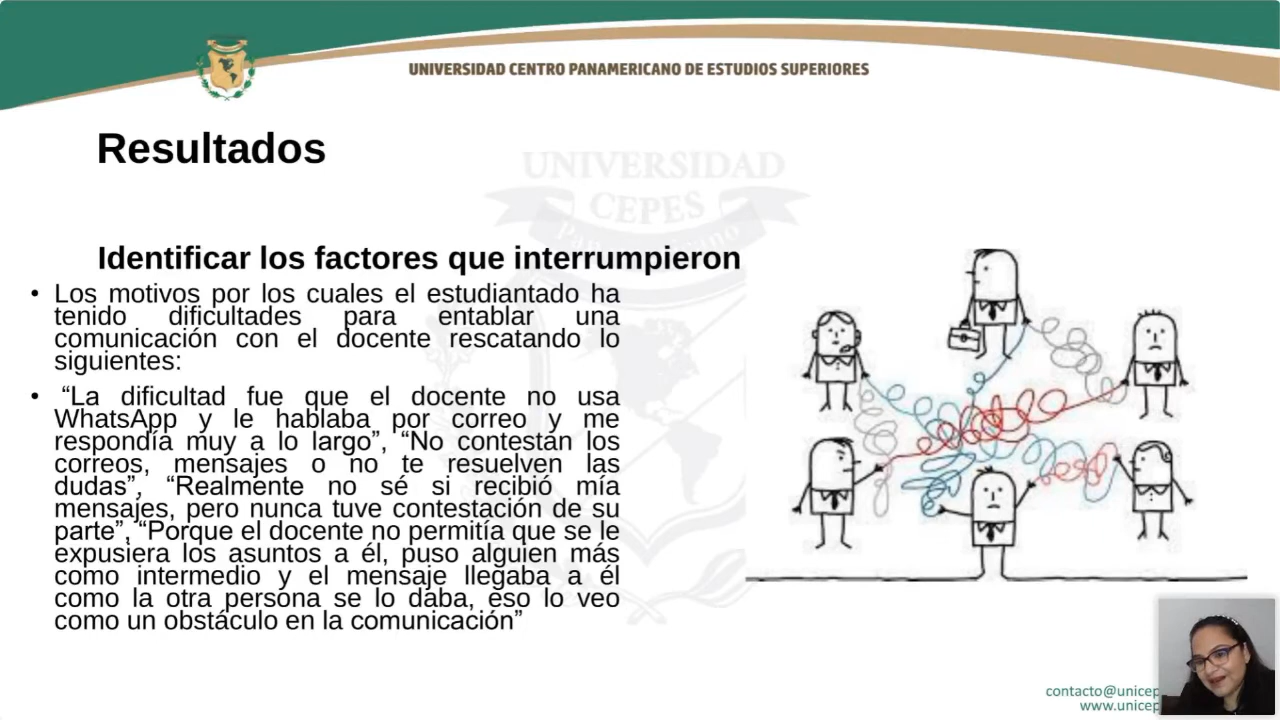 UNIVERSIDAD CENTRO PANAMERICANO DE ESTUDIOS SUPERIORES
Resultados
UNIVERSIDAD
CEPES
Identificar los factores que interrumpieron
• Los motivos por los cuales el estudiantado ha
tenido dificultades para entablar una
comunicación con el docente rescatando lo
siguientes:
• “La dificultad fue que el docente no usa
WhatsApp y le hablaba por correo y me
respondía muy a lo largo”, “No contestan los
correos, mensajes o no te resuelven las
dudas”, “Realmente no sé si recibió mía
mensajes, pero nunca tuve contestación de su
parte”, “Porque el docente no permitía que se le
expusiera los asuntos a él, puso alguien más
como intermedio y el mensaje llegaba a él
como la otra persona se lo daba, eso lo veo
como un obstáculo en la comunicación”
contacto@unicep
www.unicep